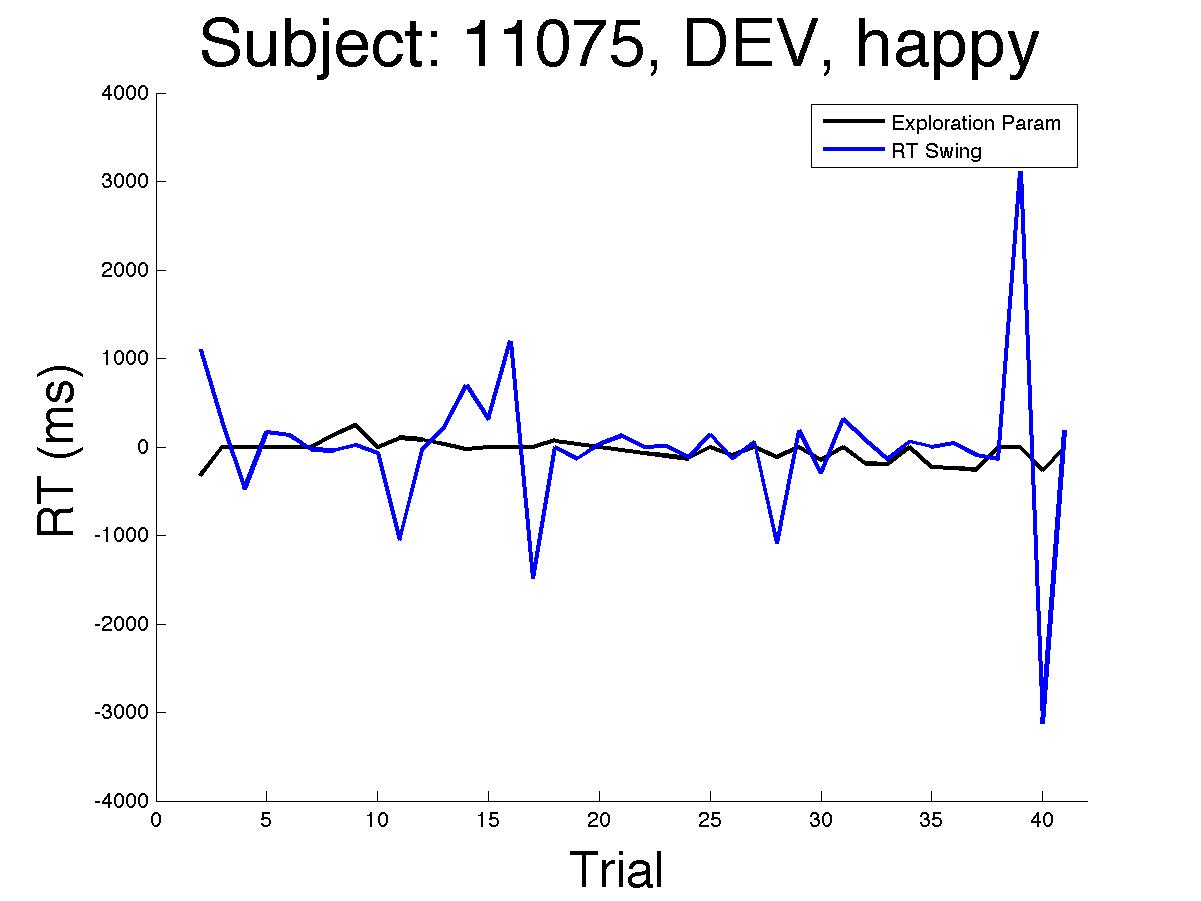 Subject: 11075, DEV, happy
4000
3000
2000
1000
0
-1000
-2000
-3000
-4000
RT (ms)
Exploration Param
RT Swing
0 5 10 15 20 25 30 35 40
Trial